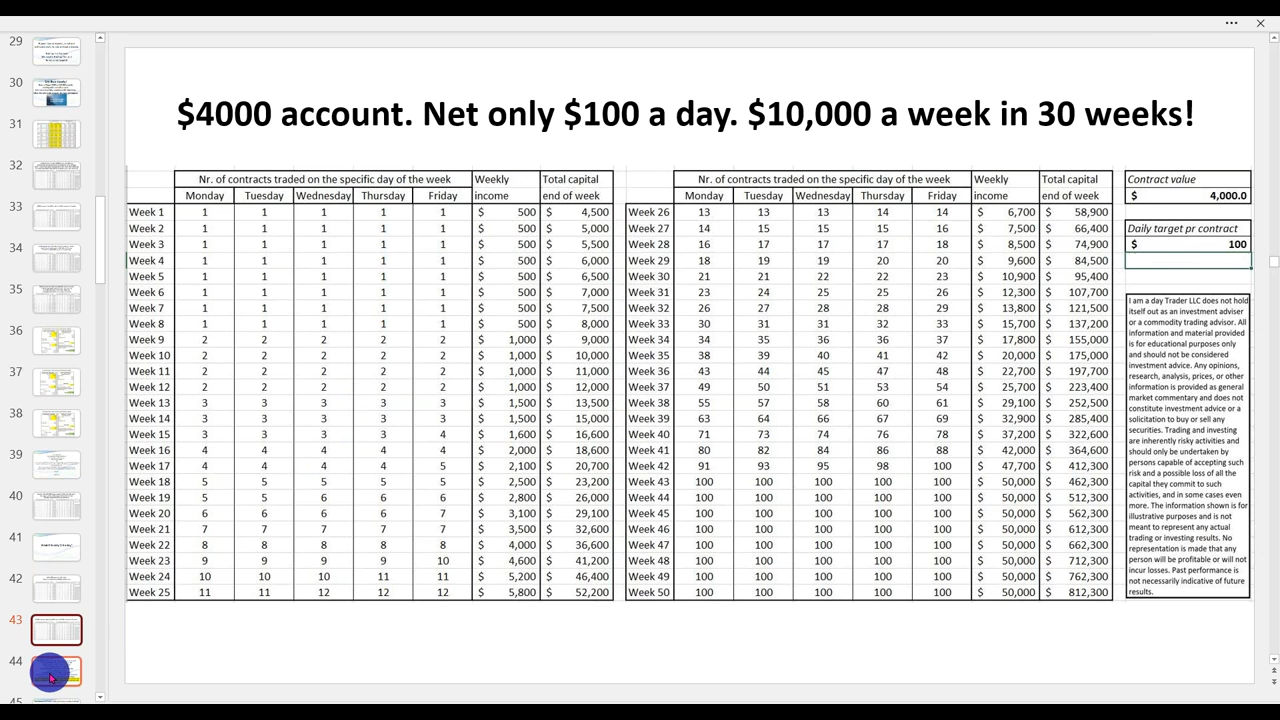 29
30
31
32
33
34
35
36
37
38
39
40
41
42
43
44
45
$4000 account. Net only $100 a day. $10,000 a week in 30 weeks!
Nr. of contracts traded on the specific day of the week Weekly Total capital
Monday Tuesday Wednesday Thursday Friday income end of week
Week 1 1 1 1 1 1 $ 500 $ 4,500
Week 2 1 1 1 1 1 $ 500 $ 5,000
Week 3 1 1 1 1 1 $ 500 $ 5,500
Week 4 1 1 1 1 1 $ 500 $ 6,000
Week 5 1 1 1 1 1 $ 500 $ 6,500
Week 6 1 1 1 1 1 $ 500 $ 7,000
Week 7 1 1 1 1 1 $ 500 $ 7,500
Week 8 1 1 1 1 1 $ 500 $ 8,000
Week 9 2 2 2 2 2 $ 1,000 $ 9,000
Week 10 2 2 2 2 2 $ 1,000 $ 10,000
Week 11 2 2 2 2 2 $ 1,000 $ 11,000
Week 12 2 2 2 2 2 $ 1,000 $ 12,000
Week 13 3 3 3 3 3 $ 1,500 $ 13,500
Week 14 3 3 3 3 3 $ 1,500 $ 15,000
Week 15 3 3 3 3 4 $ 1,600 $ 16,600
Week 16 4 4 4 4 4 $ 2,000 $ 18,600
Week 17 4 4 4 4 5 $ 2,100 $ 20,700
Week 18 5 5 5 5 5 $ 2,500 $ 23,200
Week 19 5 5 5 6 6 $ 2,800 $ 26,000
Week 20 6 6 6 6 7 $ 3,100 $ 29,100
Week 21 7 7 7 7 7 $ 3,500 $ 32,600
Week 22 8 8 8 8 8 $ 4,000 $ 36,600
Week 23 9 9 9 9 10 $ 4,600 $ 41,200
Week 24 10 10 10 11 11 $ 5,200 $ 46,400
Week 25 11 11 12 12 12 $ 5,800 $ 52,200
Nr. of contracts traded on the specific day of the week Weekly Total capital
Monday Tuesday Wednesday Thursday Friday income end of week
Week 26 13 13 13 14 14 $ 6,700 $ 58,900
Week 27 14 15 15 15 16 $ 7,500 $ 66,400
Week 28 16 17 17 17 18 $ 8,500 $ 74,900
Week 29 18 19 19 20 20 $ 9,600 $ 84,500
Week 30 21 21 22 22 23 $ 10,900 $ 95,400
Week 31 23 24 25 25 26 $ 12,300 $ 107,700
Week 32 26 27 28 28 29 $ 13,800 $ 121,500
Week 33 30 31 31 32 33 $ 15,700 $ 137,200
Week 34 34 35 36 36 37 $ 17,800 $ 155,000
Week 35 38 39 40 41 42 $ 20,000 $ 175,000
Week 36 43 44 45 47 48 $ 22,700 $ 197,700
Week 37 49 50 51 53 54 $ 25,700 $ 223,400
Week 38 55 57 58 60 61 $ 29,100 $ 252,500
Week 39 63 64 66 67 69 $ 32,900 $ 285,400
Week 40 71 73 74 76 78 $ 37,200 $ 322,600
Week 41 80 82 84 86 88 $ 42,000 $ 364,600
Week 42 91 93 95 98 100 $ 47,700 $ 412,300
Week 43 100 100 100 100 100 $ 50,000 $ 462,300
Week 44 100 100 100 100 100 $ 50,000 $ 512,300
Week 45 100 100 100 100 100 $ 50,000 $ 562,300
Week 46 100 100 100 100 100 $ 50,000 $ 612,300
Week 47 100 100 100 100 100 $ 50,000 $ 662,300
Week 48 100 100 100 100 100 $ 50,000 $ 712,300
Week 49 100 100 100 100 100 $ 50,000 $ 762,300
Week 50 100 100 100 100 100 $ 50,000 $ 812,300
Contract value
$ 4,000.0
Daily target pr contract
$ 100
I am a day Trader LLC does not hold
itself out as an investment adviser
or a commodity trading advisor. All
information and material provided
is for educational purposes only
and should not be considered
investment advice. Any opinions,
research, analysis, prices, or other
information is provided as general
market commentary and does not
constitute investment advice or a
solicitation to buy or sell any
securities. Trading and investing
are inherently risky activities and
should only be undertaken by
persons capable of accepting such
risk and a possible loss of all the
capital they commit to such
activities, and in some cases even
more. The information shown is for
illustrative purposes and is not
meant to represent any actual
trading or investing results. No
representation is made that any
person will be profitable or will not
incur losses. Past performance is
not necessarily indicative of future
results.